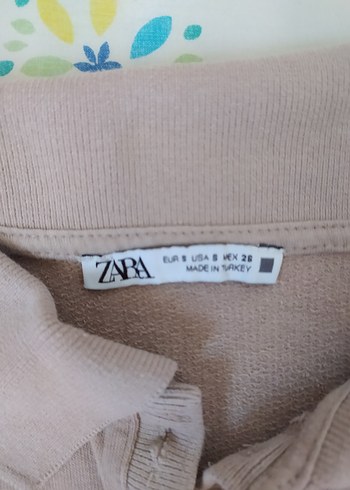 ZARA
EUR S USA S MEX 26
MADE IN TURKEY